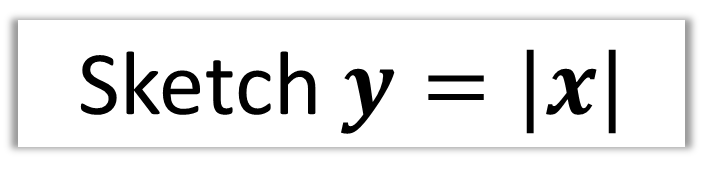 Sketch y = |x|